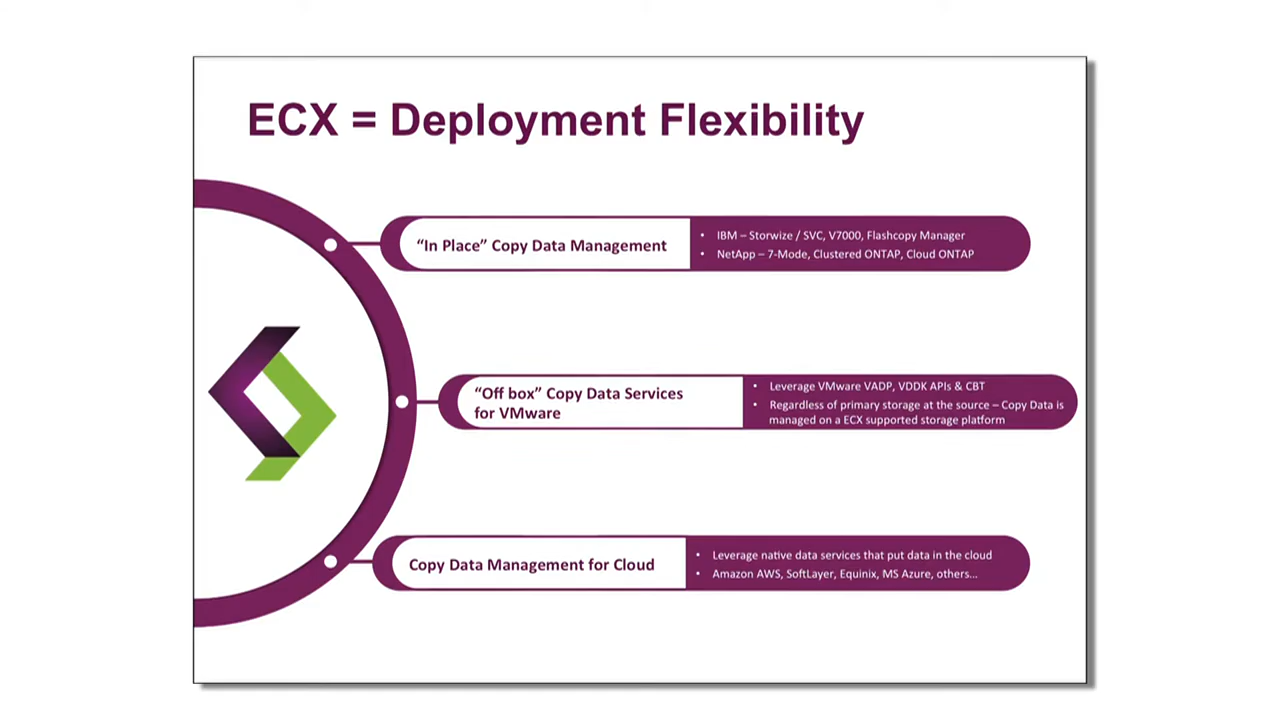 ECX = Deployment Flexibility
“In Place” Copy Data Management
• IBM – Storwize / SVC, V7000, Flashcopy Manager
• NetApp – 7-Mode, Clustered ONTAP, Cloud ONTAP
“Off box” Copy Data Services
for VMware
• Leverage VMware VADP, VDDK APIs & CBT
• Regardless of primary storage at the source – Copy Data is
managed on a ECX supported storage platform
Copy Data Management for Cloud
• Leverage native data services that put data in the cloud
• Amazon AWS, SoftLayer, Equinix, MS Azure, others…